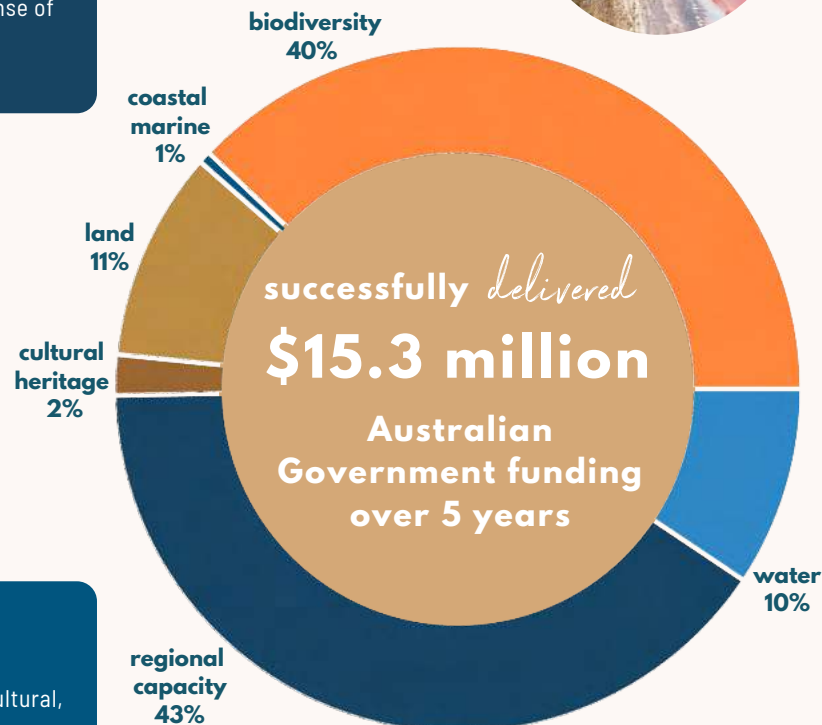 nse of
biodiversity
40%
coastal
marine
1%
land
11%
cultural
heritage
2%
successfully delivered
$15.3 million
Australian
Government funding
over 5 years
water
10%
regional
capacity
43%
ultural,